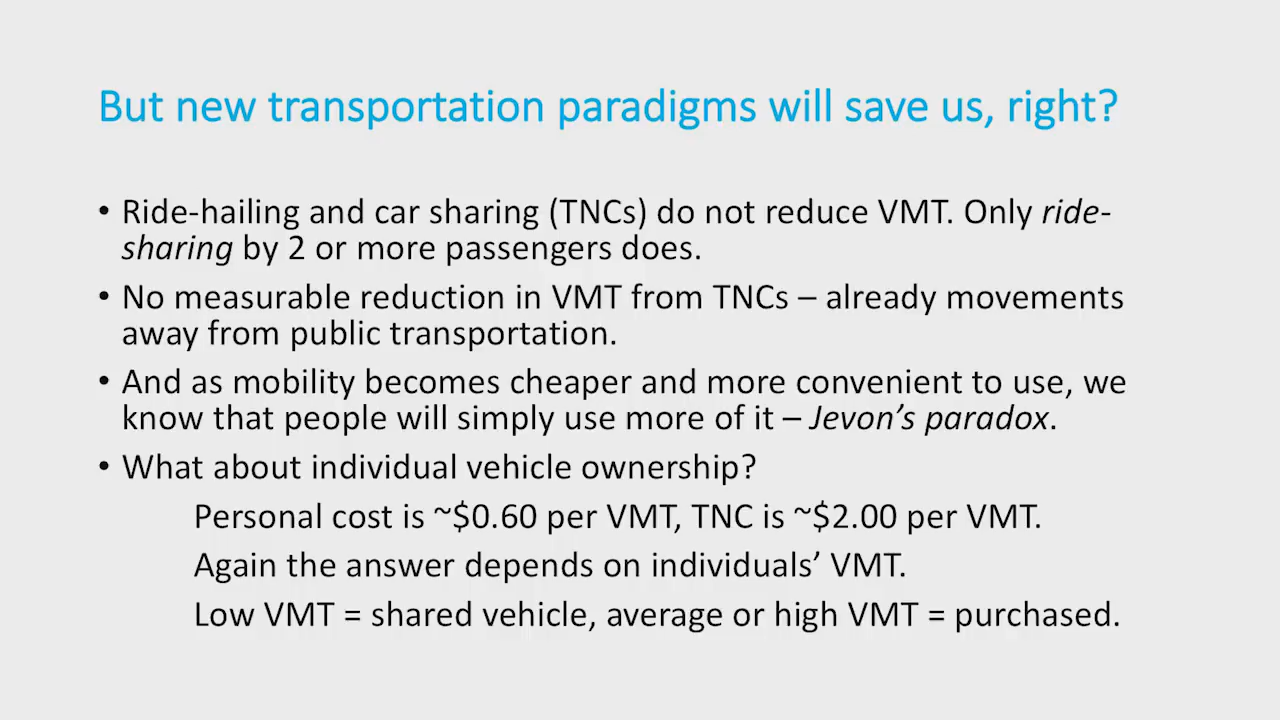 But new transportation paradigms will save us, right?
• Ride-hailing and car sharing (TNCs) do not reduce VMT. Only ride-
sharing by 2 or more passengers does.
• No measurable reduction in VMT from TNCs – already movements
away from public transportation.
• And as mobility becomes cheaper and more convenient to use, we
know that people will simply use more of it – Jevon’s paradox.
• What about individual vehicle ownership?
Personal cost is ~$0.60 per VMT, TNC is ~$2.00 per VMT.
Again the answer depends on individuals’ VMT.
Low VMT = shared vehicle, average or high VMT = purchased.